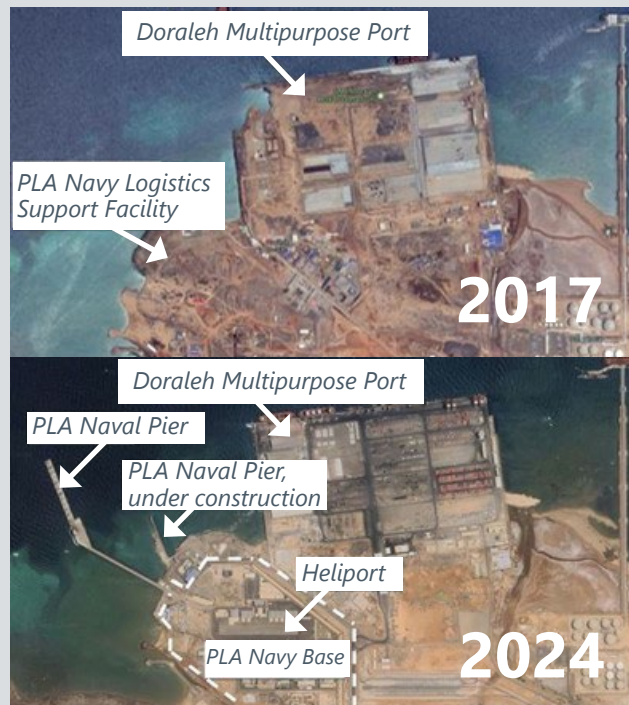 Doraleh Multipurpose Port
PLA Navy Logistics
Support Facility
2017
Doraleh Multipurpose Port
PLA Naval Pier
PLA Naval Pier,
under construction
Heliport
PLA Navy Base
2024